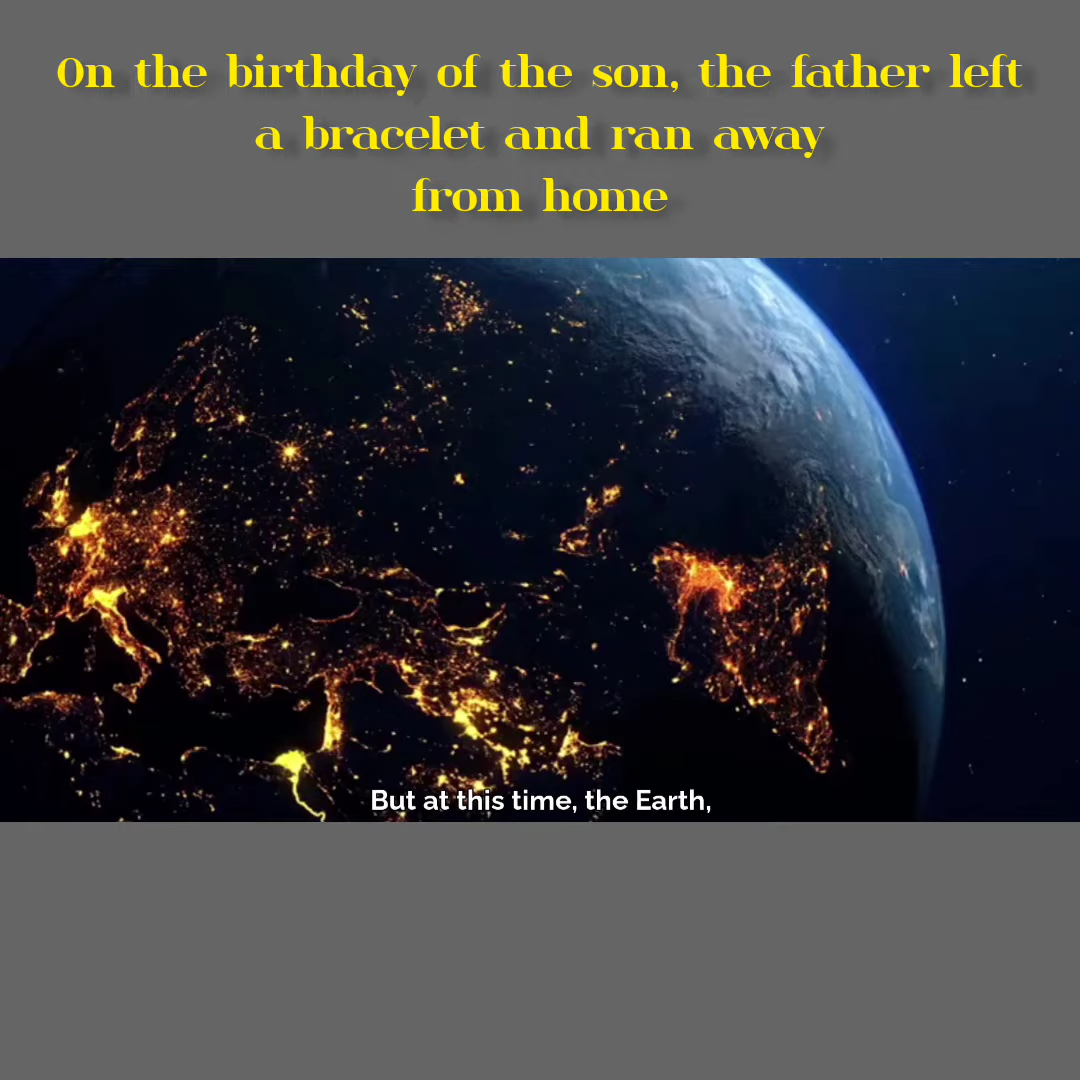 On the birthday of the son, the father left
a bracelet and ran away
from home
But at this time, the Earth,